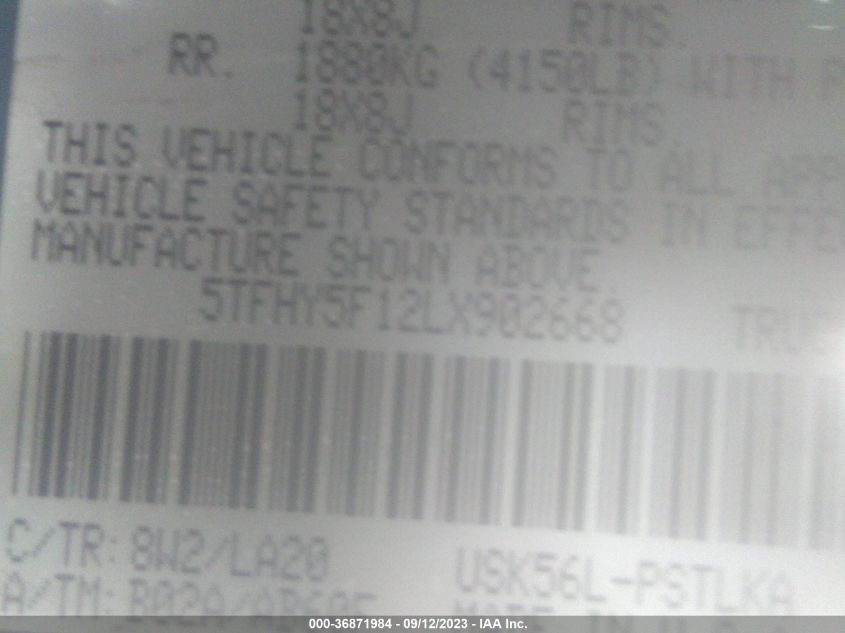 18X8J RIMS.
RR. 1880KG (4150LB) WITH
18X8J RIMS
THIS VEHICLE CONFORMS TO ALL
VEHICLE SAFETY STANDARDS IN
MANUFACTURE SHOWN ABOVE.
5TFHY5F12LX902668
C/TR: 8W2/LA20 USK56L-PSTLKA
A/TM:
000-36871984 - 09/12/2023 - IAA Inc.